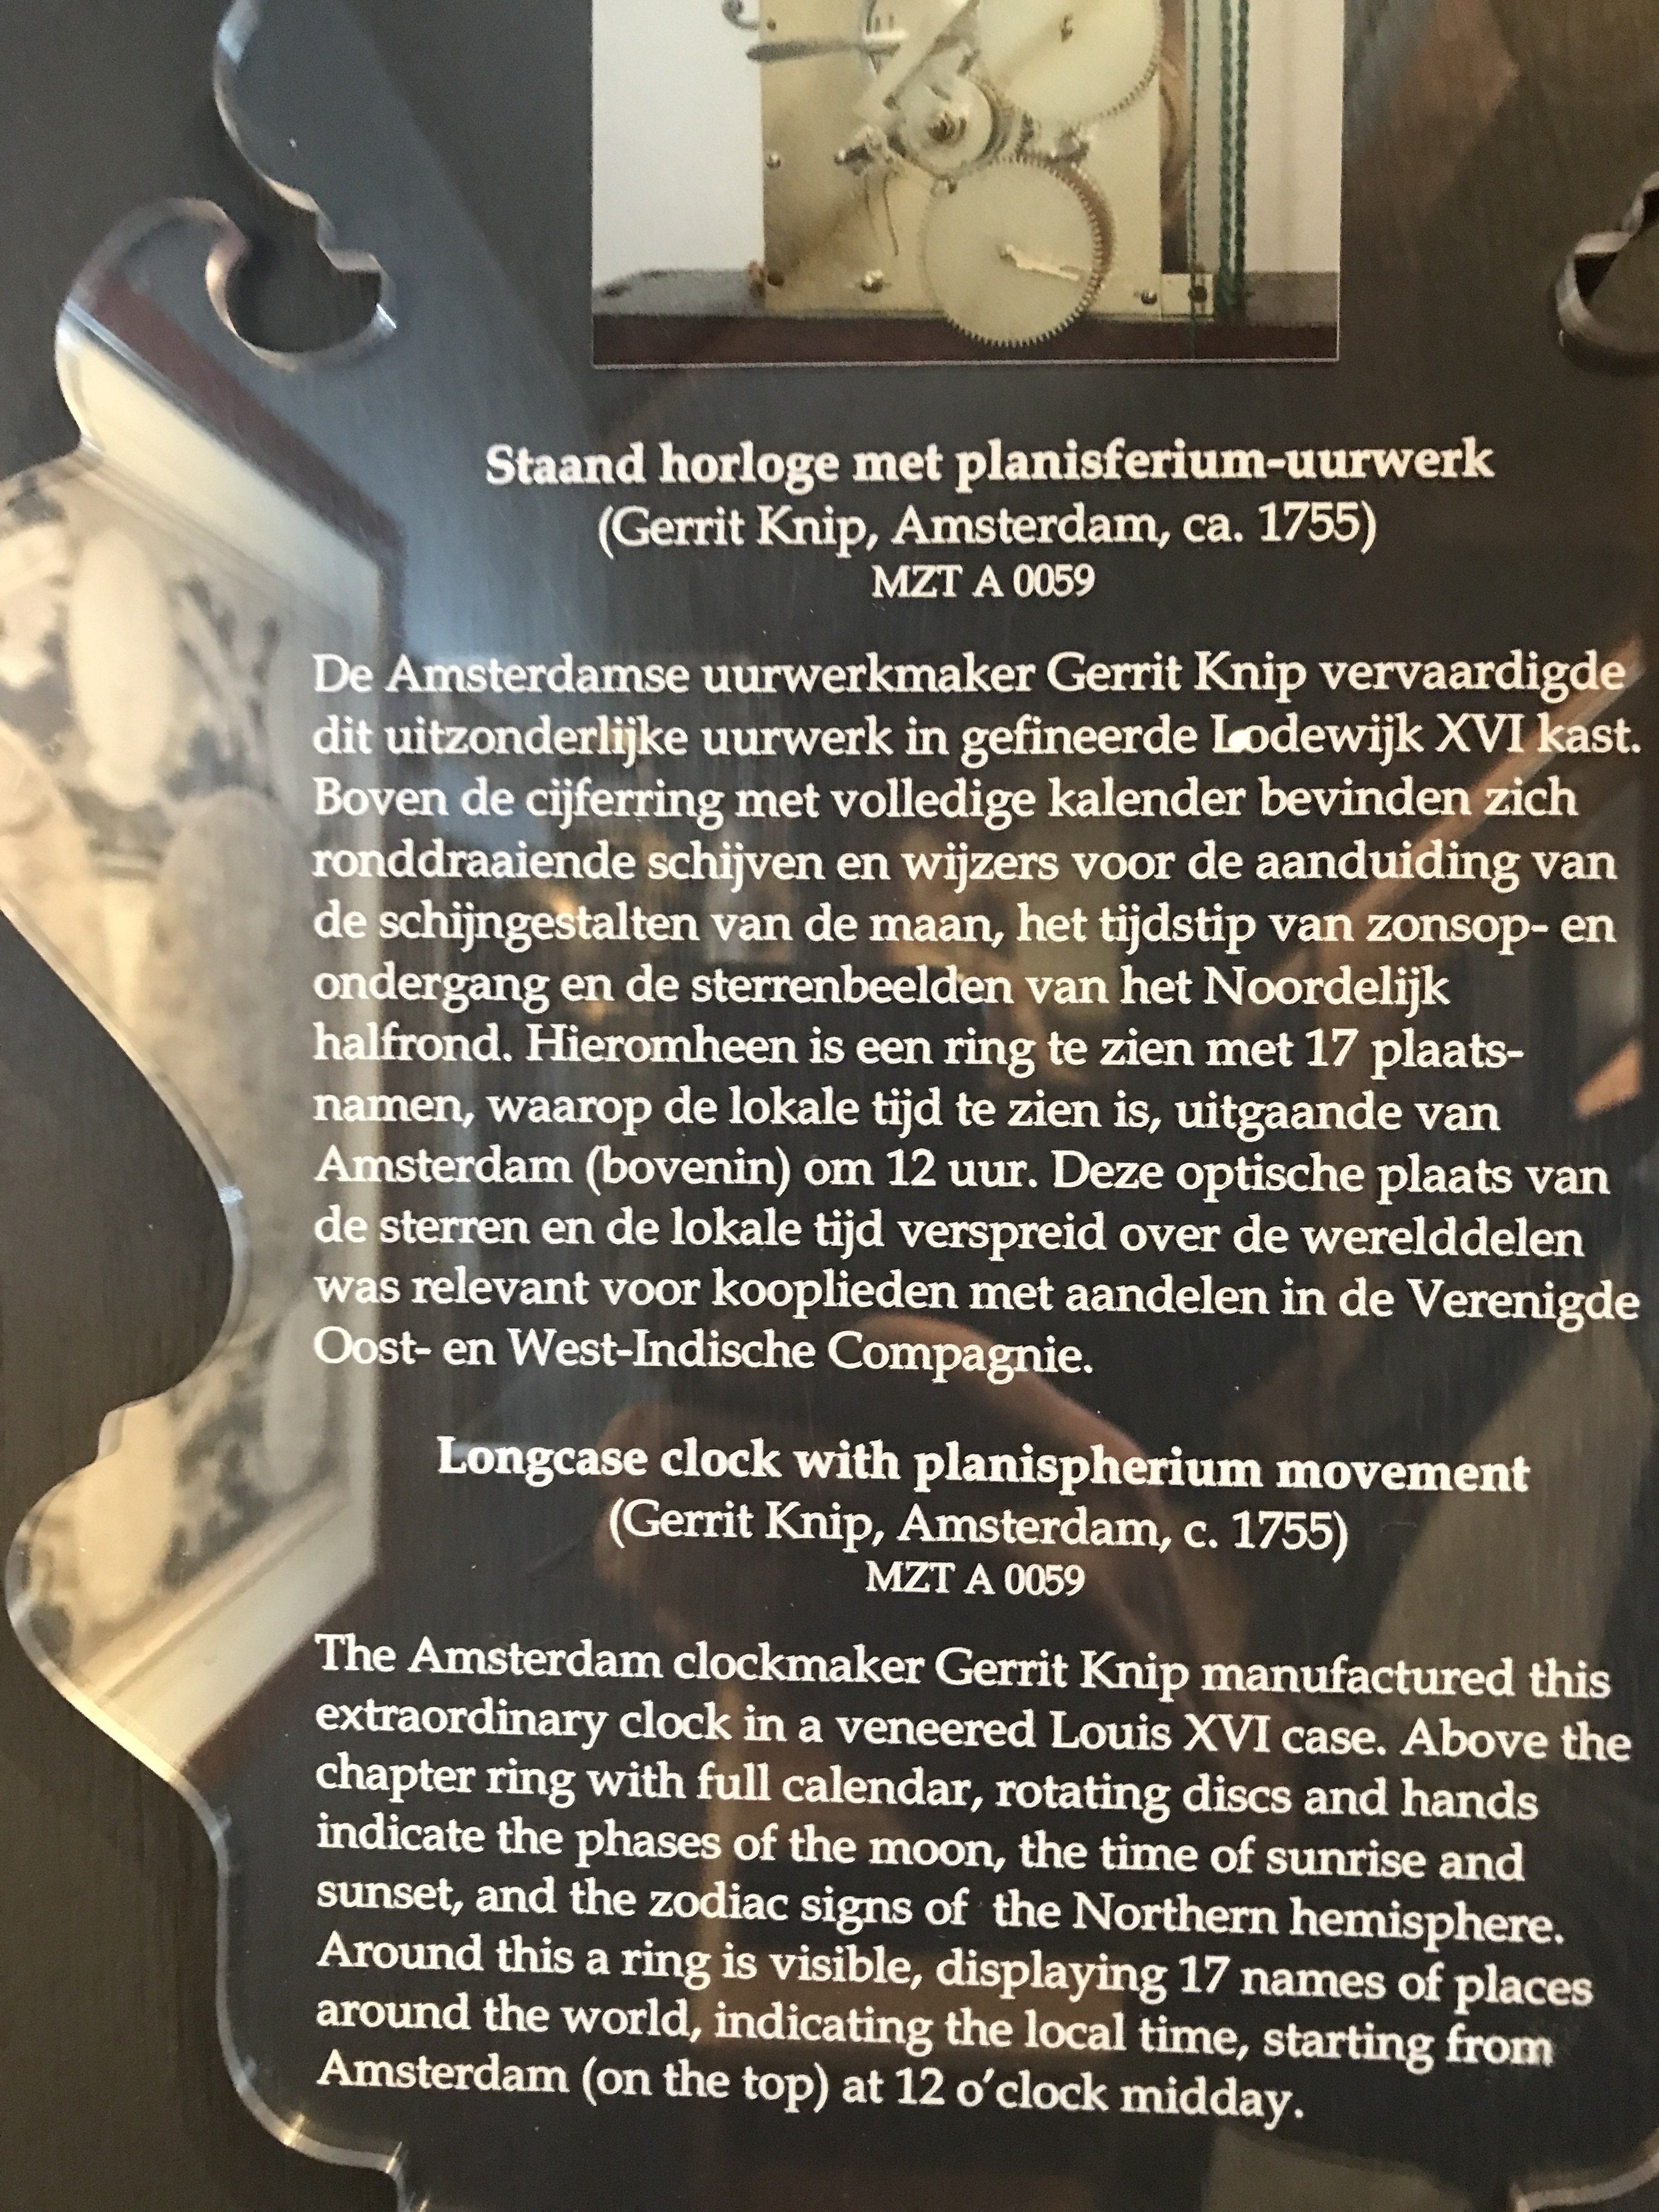 Staand horloge met planisferium-uurwerk
(Gerrit Knip, Amsterdam, ca. 1755)
MZT A 0059
De Amsterdamse uurwerkmaker Gerrit Knip vervaardigde
dit uitzonderlijke uurwerk in gefineerde Lodewijk XVI kast.
Boven de cijferring met volledige kalender bevinden zich
ronddraaiende schijven en wijzers voor de aanduiding van
de schijngestalten van de maan, het tijdstip van zonsop- en
ondergang en de sterrenbeelden van het Noordelijk
halfrond. Hieromheen is een ring te zien met 17 plaats-
namen, waarop de lokale tijd te zien is, uitgaande van
Amsterdam (bovenin) om 12 uur. Deze optische plaats van
de sterren en de lokale tijd verspreid over de werelddelen
was relevant voor kooplieden met aandelen in de Verenigde
Oost- en West-Indische Compagnie.
Longcase clock with planispherium movement
(Gerrit Knip, Amsterdam, c. 1755)
MZT A 0059
The Amsterdam clockmaker Gerrit Knip manufactured this
extraordinary clock in a veneered Louis XVI case. Above the
chapter ring with full calendar, rotating discs and hands
indicate the phases of the moon, the time of sunrise and
sunset, and the zodiac signs of the Northern hemisphere.
Around this a ring is visible, displaying 17 names of places
around the world, indicating the local time, starting from
Amsterdam (on the top) at 12 o'clock midday.